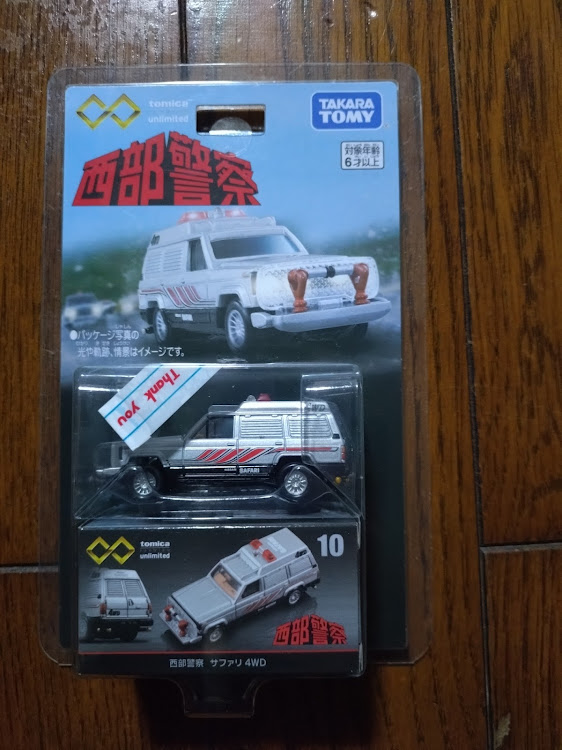 tomica
unlimited
TAKARA
TOMY
対象年齢
6才以上
西部警察
●パッケージ写真の
光や軌跡、情景はイメージです。
Thank you
SAFARI
tomica
unlimited
10
西部警察
西部警察 サファリ 4WD